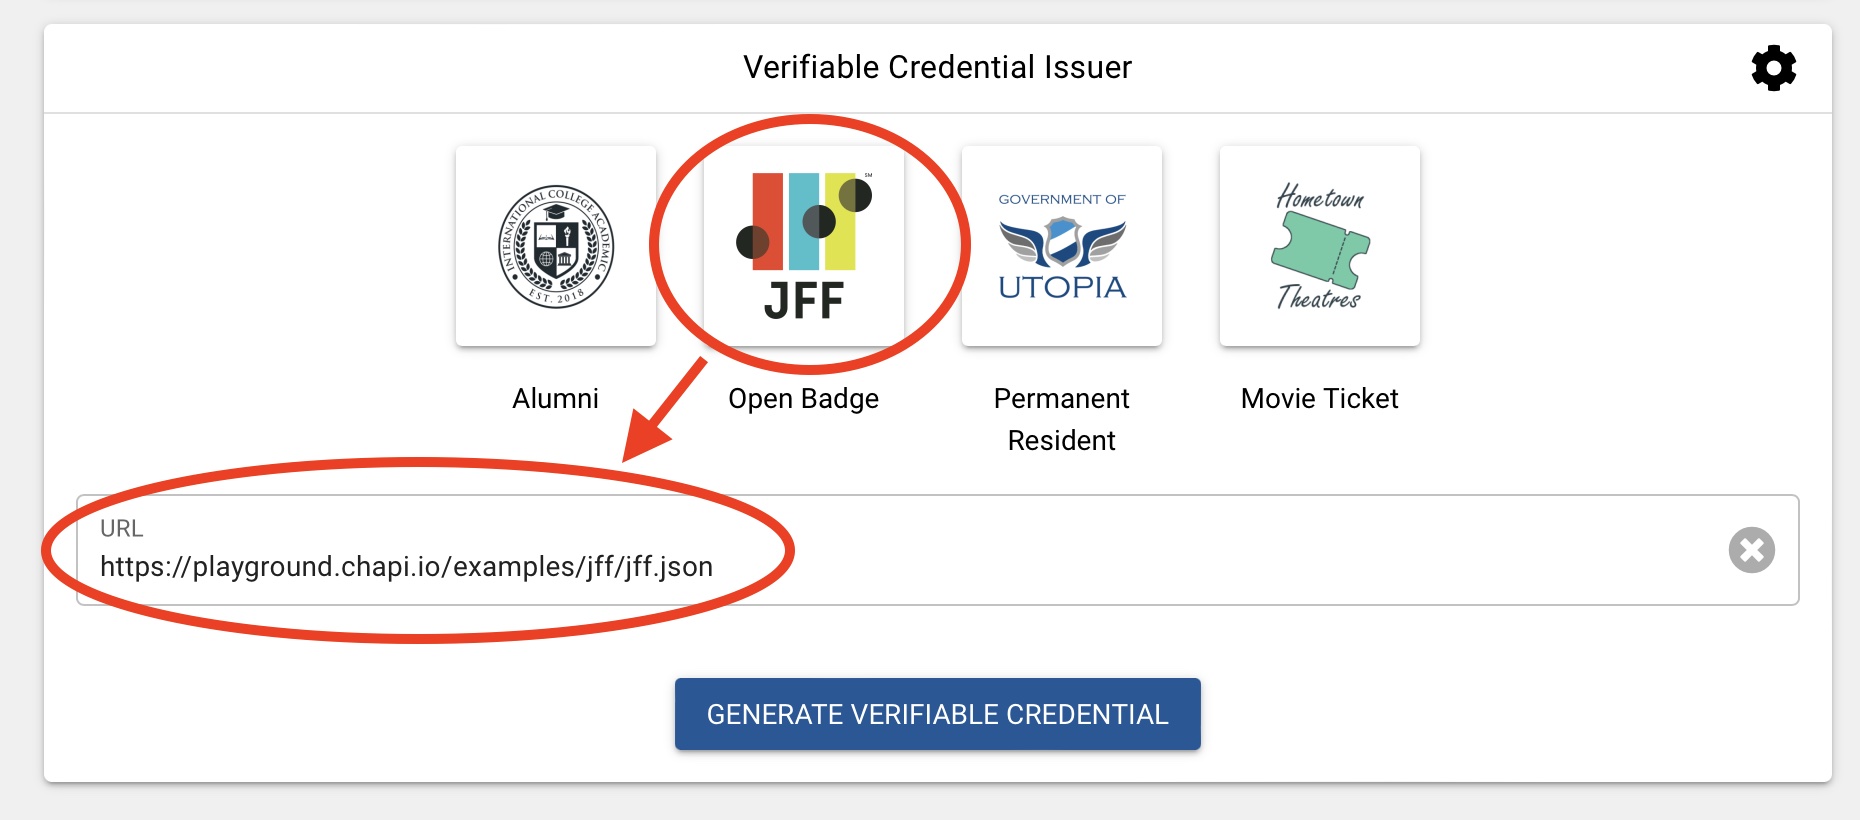 Verifiable Credential Issuer
INTERNATIONAL COLLEGE ACADEMIC
EST. 2018
Alumni
SM
JFF
Open Badge
GOVERNMENT OF
UTOPIA
Permanent
Resident
Hometown
Theatres
Movie Ticket
URL
https://playground.chapi.io/examples/jff/jff.json
GENERATE VERIFIABLE CREDENTIAL